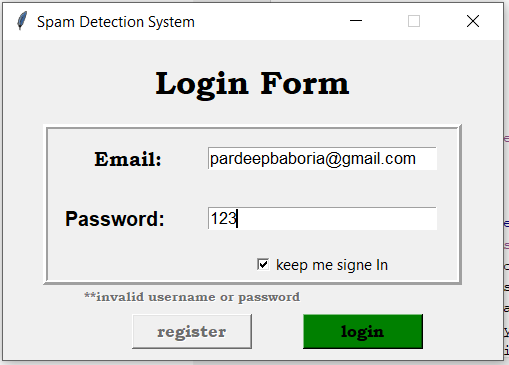 Spam Detection System
Login Form
Email: pardeepbaboria@gmail.com
Password: 123
keep me signe In
**invalid username or password
register login